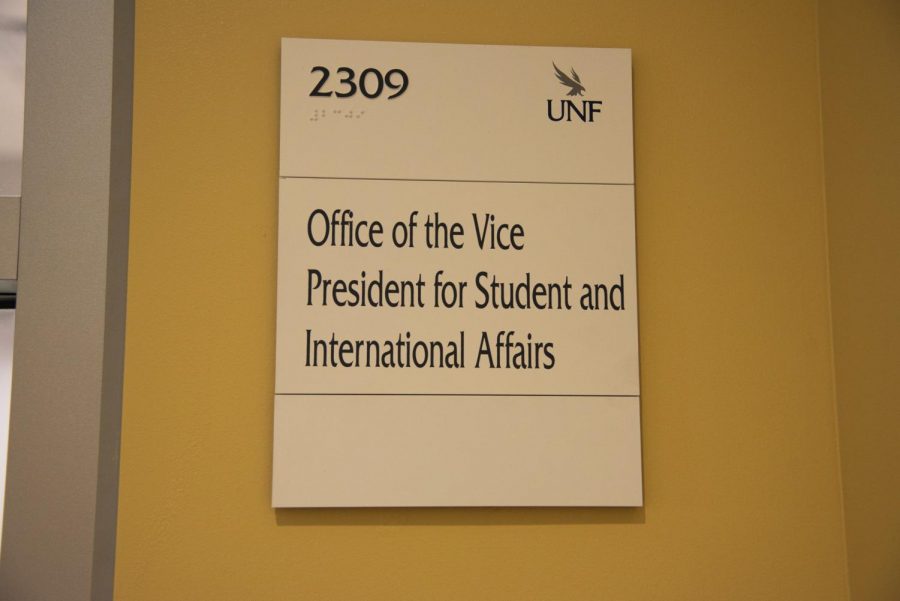 2309
UNF
Office of the Vice
President for Student and
International Affairs